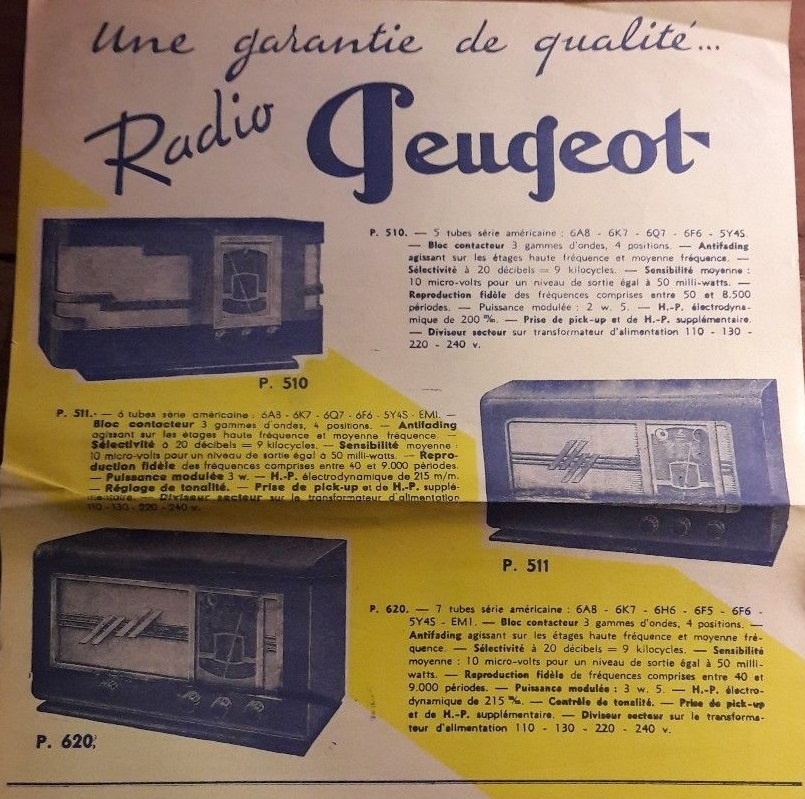 Une garantie de qualité...
Radio Peugeot
P. 510. — 5 tubes série américaine : 6A8 - 6K7 - 6Q7 - 6F6 - 5Y4S.
— Bloc contacteur 3 gammes d'ondes, 4 positions. — Antifading
agissant sur les étages haute fréquence et moyenne fréquence. —
Sélectivité à 20 décibels = 9 kilocycles. — Sensibilité moyenne :
10 micro-volts pour un niveau de sortie égal à 50 milli-watts. —
Reproduction fidèle des fréquences comprises entre 50 et 8.500
périodes. — Puissance modulée : 2 w. 5. — H.-P. électrodyna-
mique de 200 ‰. — Prise de pick-up et de H.-P. supplémentaire.
— Diviseur secteur sur transformateur d'alimentation 110 - 130 -
220 - 240 v.
P. 510
P. 511.- — 6 tubes série américaine : 6A8 - 6K7 - 6Q7 - 6F6 - 5Y4S - EM1. —
Bloc contacteur 3 gammes d'ondes, 4 positions. — Antifading
agissant sur les étages haute fréquence et moyenne fréquence. —
Sélectivité à 20 décibels = 9 kilocycles. — Sensibilité moyenne :
10 micro-volts pour un niveau de sortie égal à 50 milli-watts. — Repro-
duction fidèle des fréquences comprises entre 40 et 9.000 périodes.
— Puissance modulée 3 w. — H.-P. électrodynamique de 215 m/m.
— Réglage de tonalité. — Prise de pick-up et de H.-P. supplé-
mentaire. — Diviseur secteur sur le transformateur d'alimentation
110 - 130 - 220 - 240 v.
P. 511
P. 620. — 7 tubes série américaine : 6A8 - 6K7 - 6H6 - 6F5 - 6F6 -
5Y4S - EM1. — Bloc contacteur 3 gammes d'ondes, 4 positions. —
Antifading agissant sur les étages haute fréquence et moyenne fré-
quence. — Sélectivité à 20 décibels = 9 kilocycles. — Sensibilité
moyenne : 10 micro-volts pour un niveau de sortie égal à 50 milli-
watts. — Reproduction fidèle de fréquences comprises entre 40 et
9.000 périodes. — Puissance modulée : 3 w. 5. — H.-P. électro-
dynamique de 215 ‰. — Contrôle de tonalité. — Prise de pick-up
et de H.-P. supplémentaire. — Diviseur secteur sur le transforma-
teur d'alimentation 110 - 130 - 220 - 240 v.
P. 620